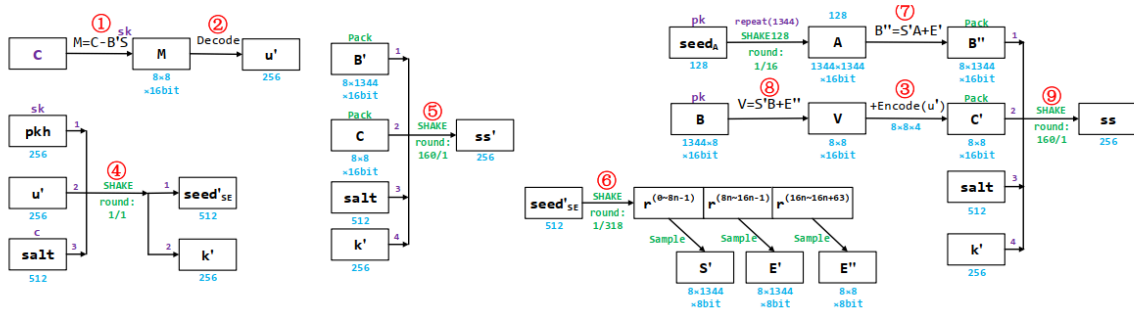 ①
M=C-B'S
sk
②
Decode
C
M
8×8
×16bit
u'
256
sk
pkh
256
1
u'
256
2
④
SHAKE
round:
1/1
c
salt
512
3
1
seed'SE
512
2
k'
256
Pack
B'
8×1344
×16bit
1
Pack
C
8×8
×16bit
2
⑤
SHAKE
round:
160/1
ss'
256
salt
512
3
k'
256
4
pk
seedA
128
repeat(1344)
SHAKE128
round:
1/16
128
A
1344×1344
×16bit
⑦
B''=S'A+E'
Pack
B''
8×1344
×16bit
1
pk
B
1344×8
×16bit
⑧
V=S'B+E''
V
8×8
×16bit
③
+Encode(u')
8×8×4
Pack
C'
8×8
×16bit
2
⑨
SHAKE
round:
160/1
ss
256
salt
512
3
k'
256
4
seed'SE
512
⑥
SHAKE
round:
1/318
r(0~8n-1)
r(8n~16n-1)
r(16n~16n+63)
Sample
Sample
Sample
S'
8×1344
×8bit
E'
8×1344
×8bit
E''
8×8
×8bit